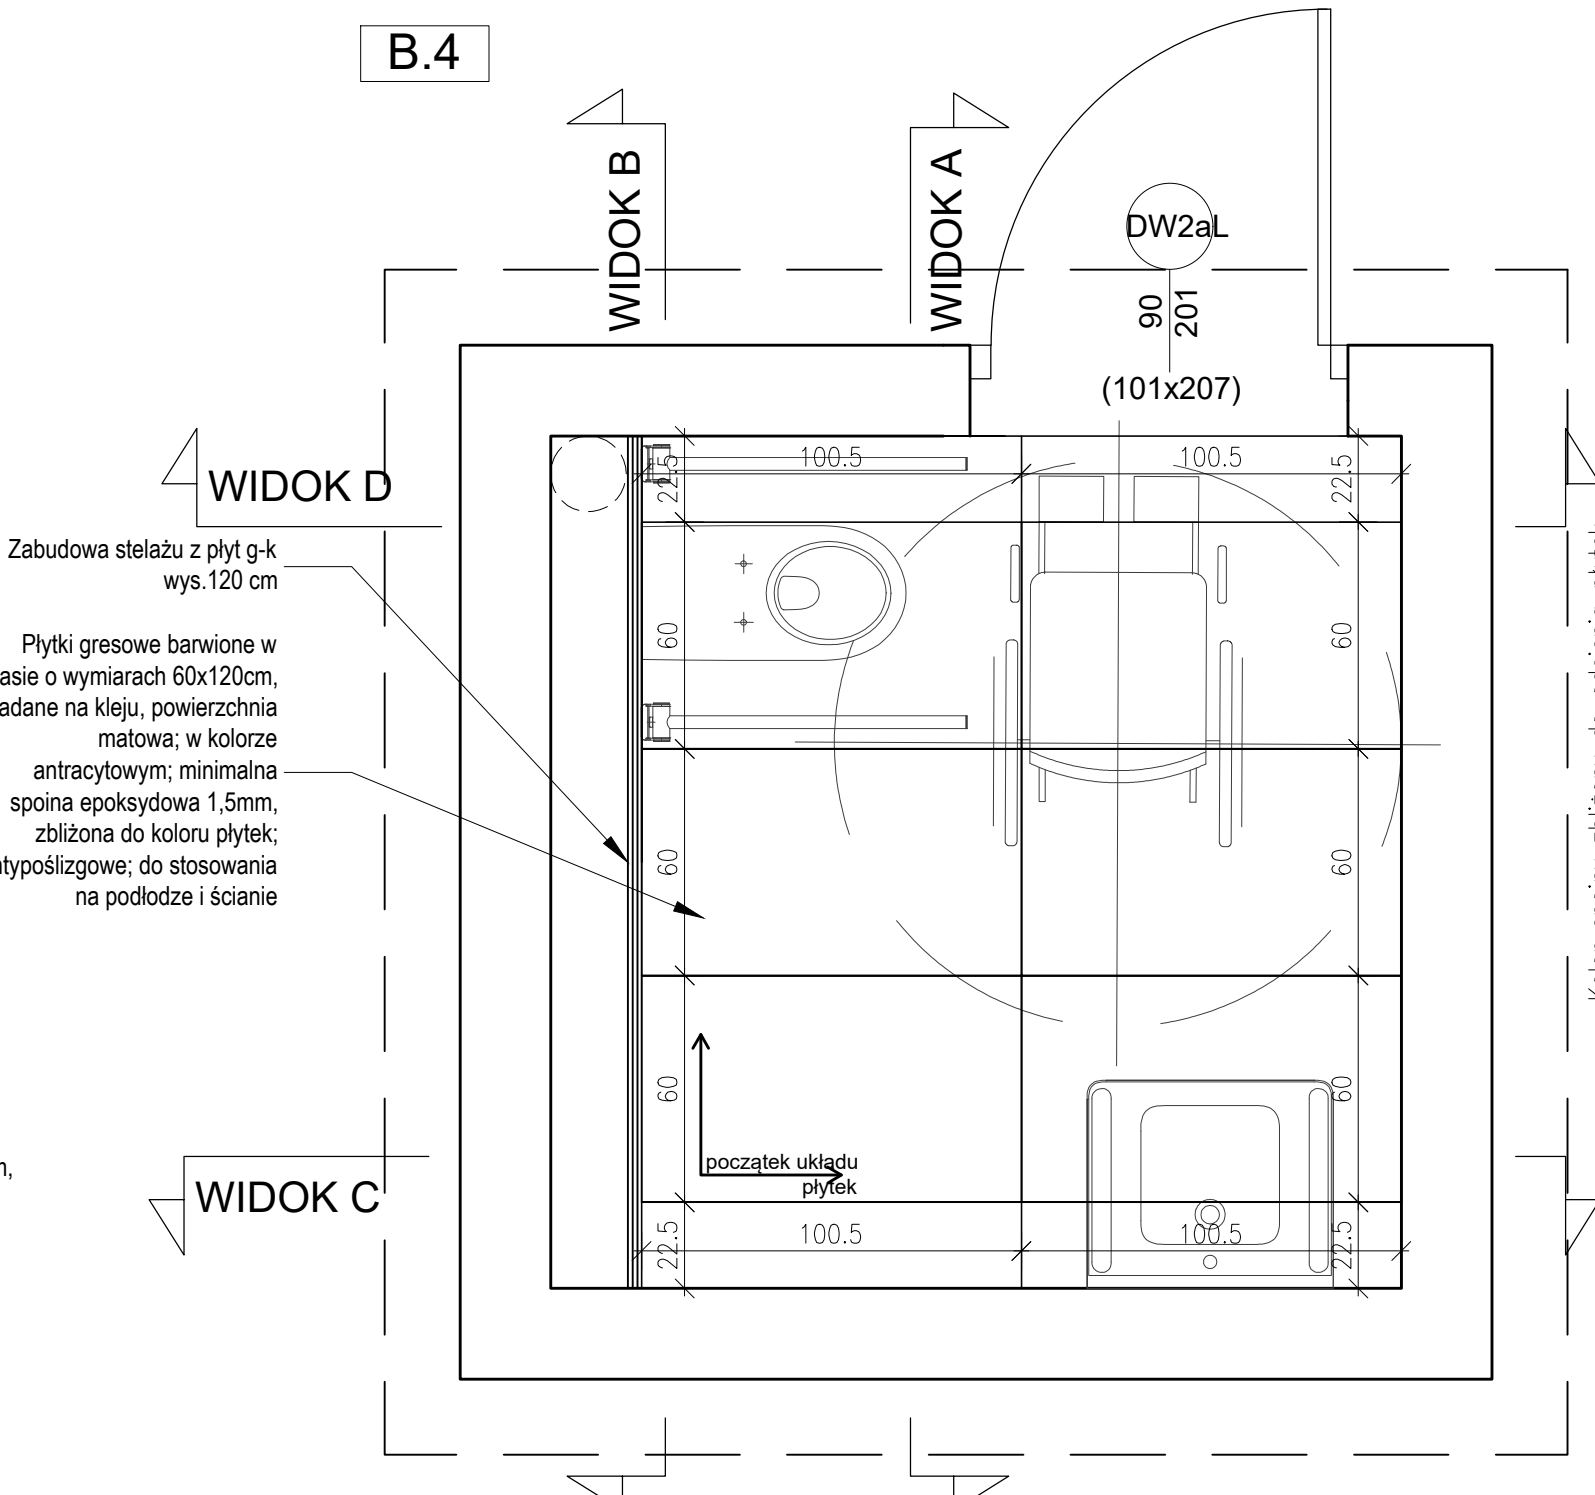 B.4
WIDOK B
WIDOK A
DW2aL
90
201
(101x207)
WIDOK D
100.5
100.5
22.5
22.5
Zabudowa stelażu z płyt g-k
wys.120 cm
Płytki gresowe barwione w
asie o wymiarach 60x120cm,
adane na kleju, powierzchnia
matowa; w kolorze
antracytowym; minimalna
spoina epoksydowa 1,5mm,
zbliżona do koloru płytek;
ntypoślizgowe; do stosowania
na podłodze i ścianie
60
60
60
60
60
60
początek układu
płytek
WIDOK C
100.5
100.5
22.5
22.5